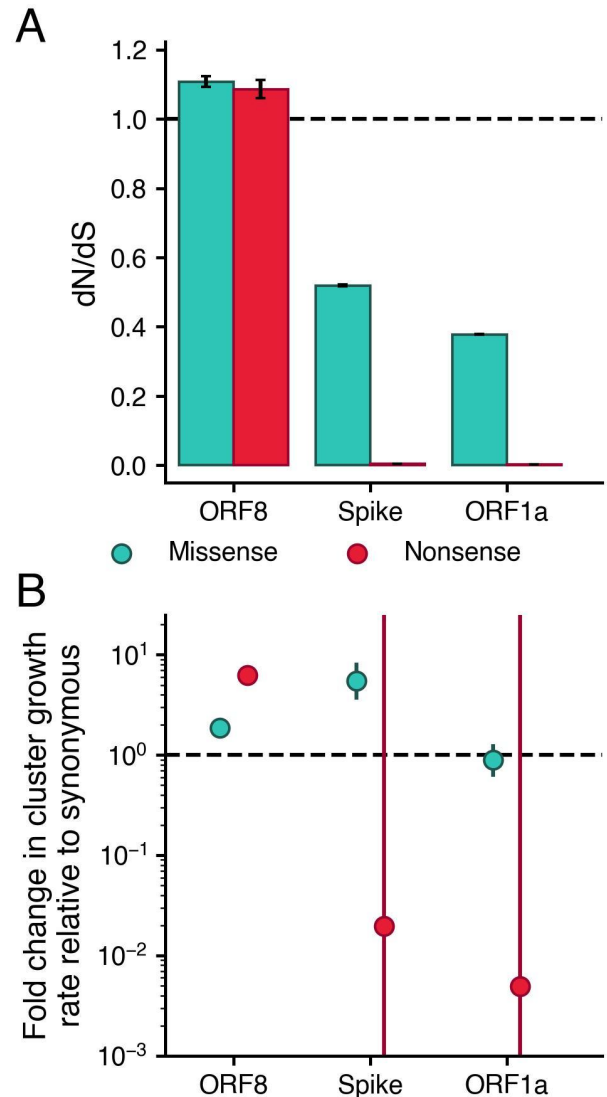 A
dN/dS
1.2
1.0
0.8
0.6
0.4
0.2
0.0
ORF8 Spike ORF1a
Missense Nonsense
B
Fold change in cluster growth
rate relative to synonymous
10¹
10⁰
10⁻¹
10⁻²
10⁻³
ORF8 Spike ORF1a